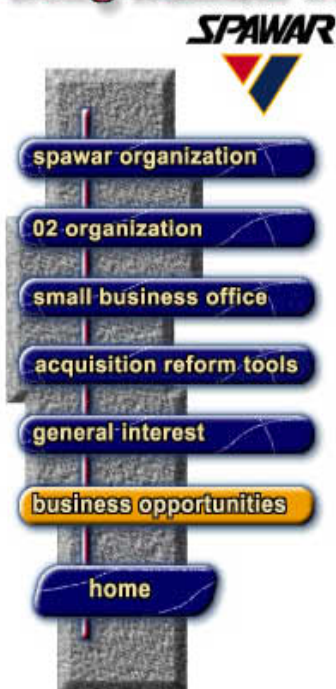 SPAWAR
spawar organization
02 organization
small business office
acquisition reform tools
general interest
business opportunities
home